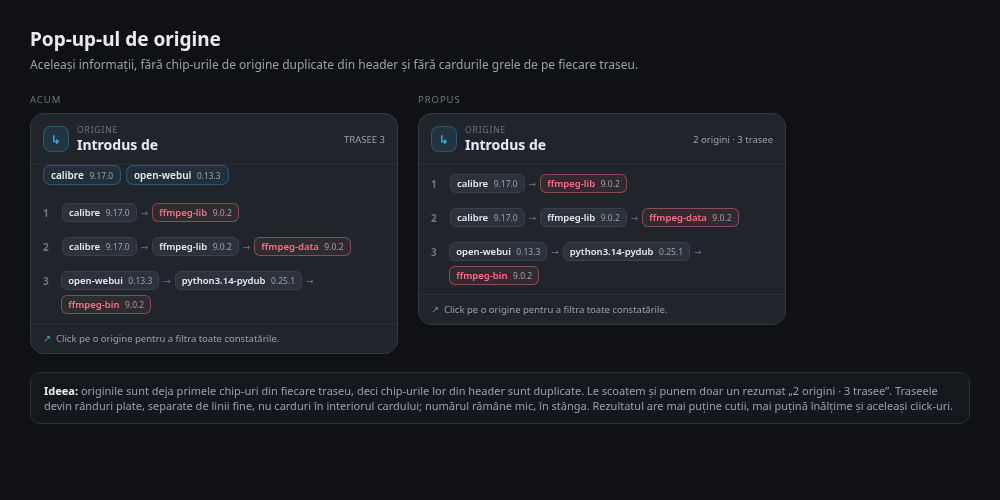 Pop-up-ul de origine
Aceleași informații, fără chip-urile de origine duplicate din header și fără cardurile grele de pe fiecare traseu.
ACUM
↳ ORIGINE
Introdus de
TRASEE 3
calibre 9.17.0 open-webui 0.13.3
1 calibre 9.17.0 → ffmpeg-lib 9.0.2
2 calibre 9.17.0 → ffmpeg-lib 9.0.2 → ffmpeg-data 9.0.2
3 open-webui 0.13.3 → python3.14-pydub 0.25.1 →
ffmpeg-bin 9.0.2
↗ Click pe o origine pentru a filtra toate constatările.
PROPUS
↳ ORIGINE
Introdus de
2 origini · 3 trasee
1 calibre 9.17.0 → ffmpeg-lib 9.0.2
2 calibre 9.17.0 → ffmpeg-lib 9.0.2 → ffmpeg-data 9.0.2
3 open-webui 0.13.3 → python3.14-pydub 0.25.1 →
ffmpeg-bin 9.0.2
↗ Click pe o origine pentru a filtra toate constatările.
Ideea: originile sunt deja primele chip-uri din fiecare traseu, deci chip-urile lor din header sunt duplicate. Le scoatem și punem doar un rezumat „2 origini · 3 trasee”. Traseele
devin rânduri plate, separate de linii fine, nu carduri în interiorul cardului; numărul rămâne mic, în stânga. Rezultatul are mai puține cutii, mai puțină înălțime și aceleași click-uri.